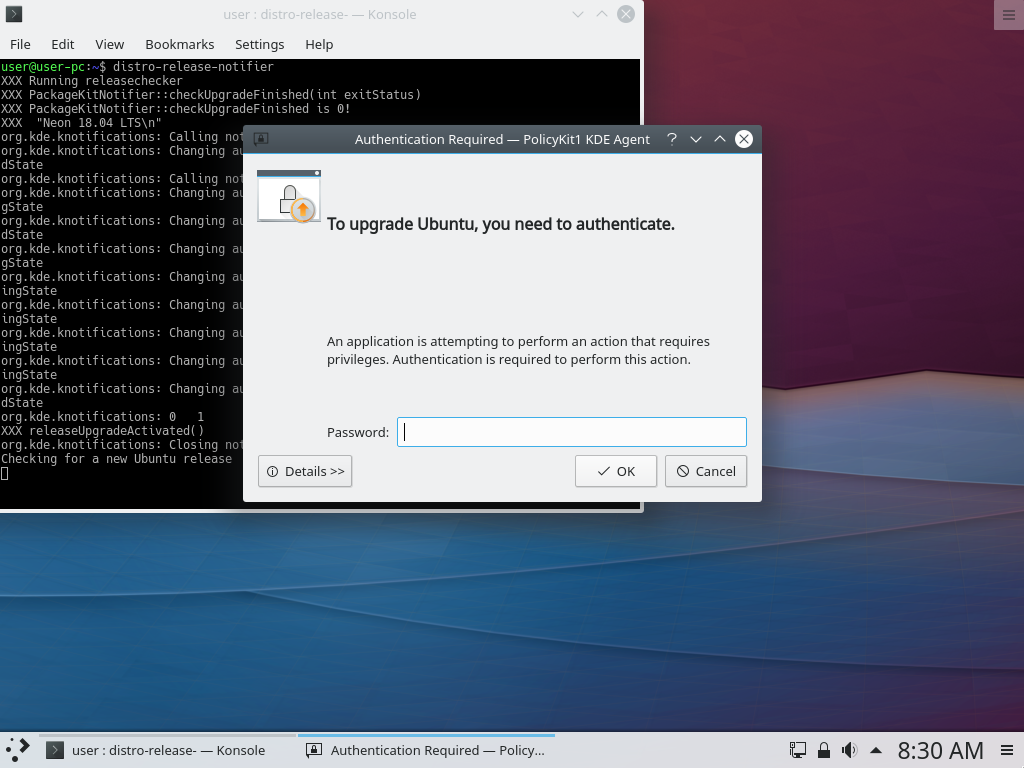 user : distro-release- — Konsole
File Edit View Bookmarks Settings Help
user@user-pc:~$ distro-release-notifier
XXX Running releasechecker
XXX PackageKitNotifier::checkUpgradeFinished(int exitStatus)
XXX PackageKitNotifier::checkUpgradeFinished is 0!
XXX "Neon 18.04 LTS\n"
org.kde.knotifications: Calling not
org.kde.knotifications: Changing au
dState
org.kde.knotifications: Calling not
org.kde.knotifications: Changing au
gState
org.kde.knotifications: Changing au
dState
org.kde.knotifications: Changing au
gState
org.kde.knotifications: Changing au
ingState
org.kde.knotifications: Changing au
ingState
org.kde.knotifications: Changing au
ingState
org.kde.knotifications: Changing au
ingState
org.kde.knotifications: Changing au
dState
org.kde.knotifications: 0 1
XXX releaseUpgradeActivated()
org.kde.knotifications: Closing not
Checking for a new Ubuntu release
Authentication Required — PolicyKit1 KDE Agent
To upgrade Ubuntu, you need to authenticate.
An application is attempting to perform an action that requires
privileges. Authentication is required to perform this action.
Password:
Details >> OK Cancel
user : distro-release- — Konsole Authentication Required — Policy... 8:30 AM